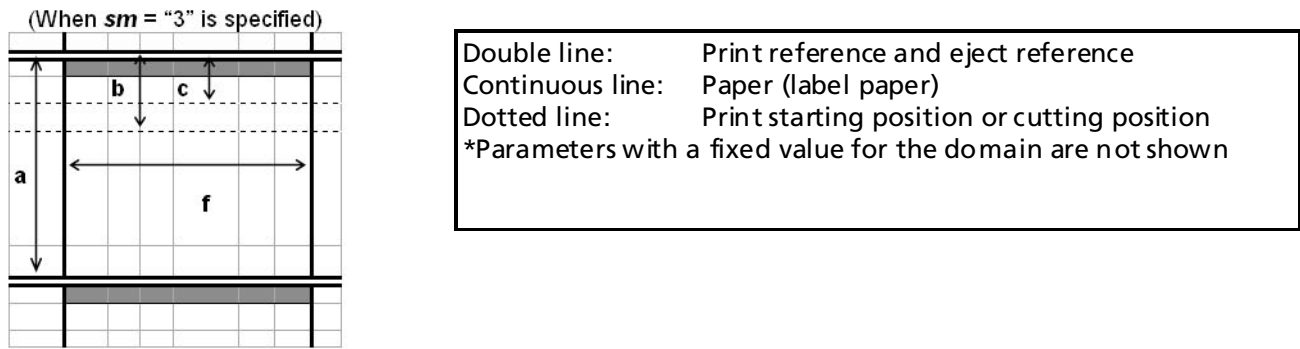 (When sm = “3” is specified)
b
c
a
f
Double line: Print reference and eject reference
Continuous line: Paper (label paper)
Dotted line: Print starting position or cutting position
*Parameters with a fixed value for the domain are not shown